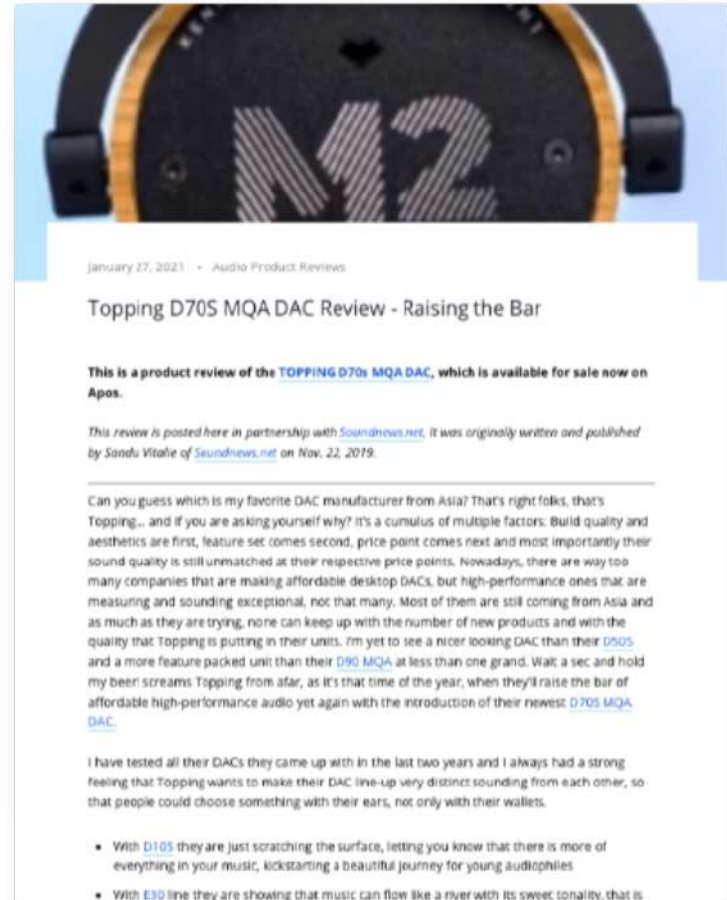 M2
January 27, 2021 • Audio Product Reviews
Topping D70S MQA DAC Review - Raising the Bar
This is a product review of the TOPPING D70s MQA DAC, which is available for sale now on
Apos.
This review is posted here in partnership with Soundnews.net, it was originally written and published
by Sandu Vitalie of Soundnews.net on Nov. 22, 2019.
Can you guess which is my favorite DAC manufacturer from Asia? That's right folks, that's
Topping... and if you are asking yourself why? It's a cumulus of multiple factors. Build quality and
aesthetics are first, feature set comes second, price point comes next and most importantly their
sound quality is still unmatched at their respective price points. Nowadays, there are way too
many companies that are making affordable desktop DACs, but high-performance ones that are
measuring and sounding exceptional, not that many. Most of them are still coming from Asia and
as much as they are trying, none can keep up with the number of new products and with the
quality that Topping is putting in their units. I'm yet to see a nicer looking DAC than their D50S
and a more feature packed unit than their D90 MQA at less than one grand. Wait a sec and hold
my beer! screams Topping from afar, as it's that time of the year, when they'll raise the bar of
affordable high-performance audio yet again with the introduction of their newest D70S MQA
DAC.
I have tested all their DACs they came up with in the last two years and I always had a strong
feeling that Topping wants to make their DAC line-up very distinct sounding from each other, so
that people could choose something with their ears, not only with their wallets.
• With D10S they are just scratching the surface, letting you know that there is more of
everything in your music, kickstarting a beautiful journey for young audiophiles
• With E30 line they are showing that music can flow like a river with its sweet tonality, that is